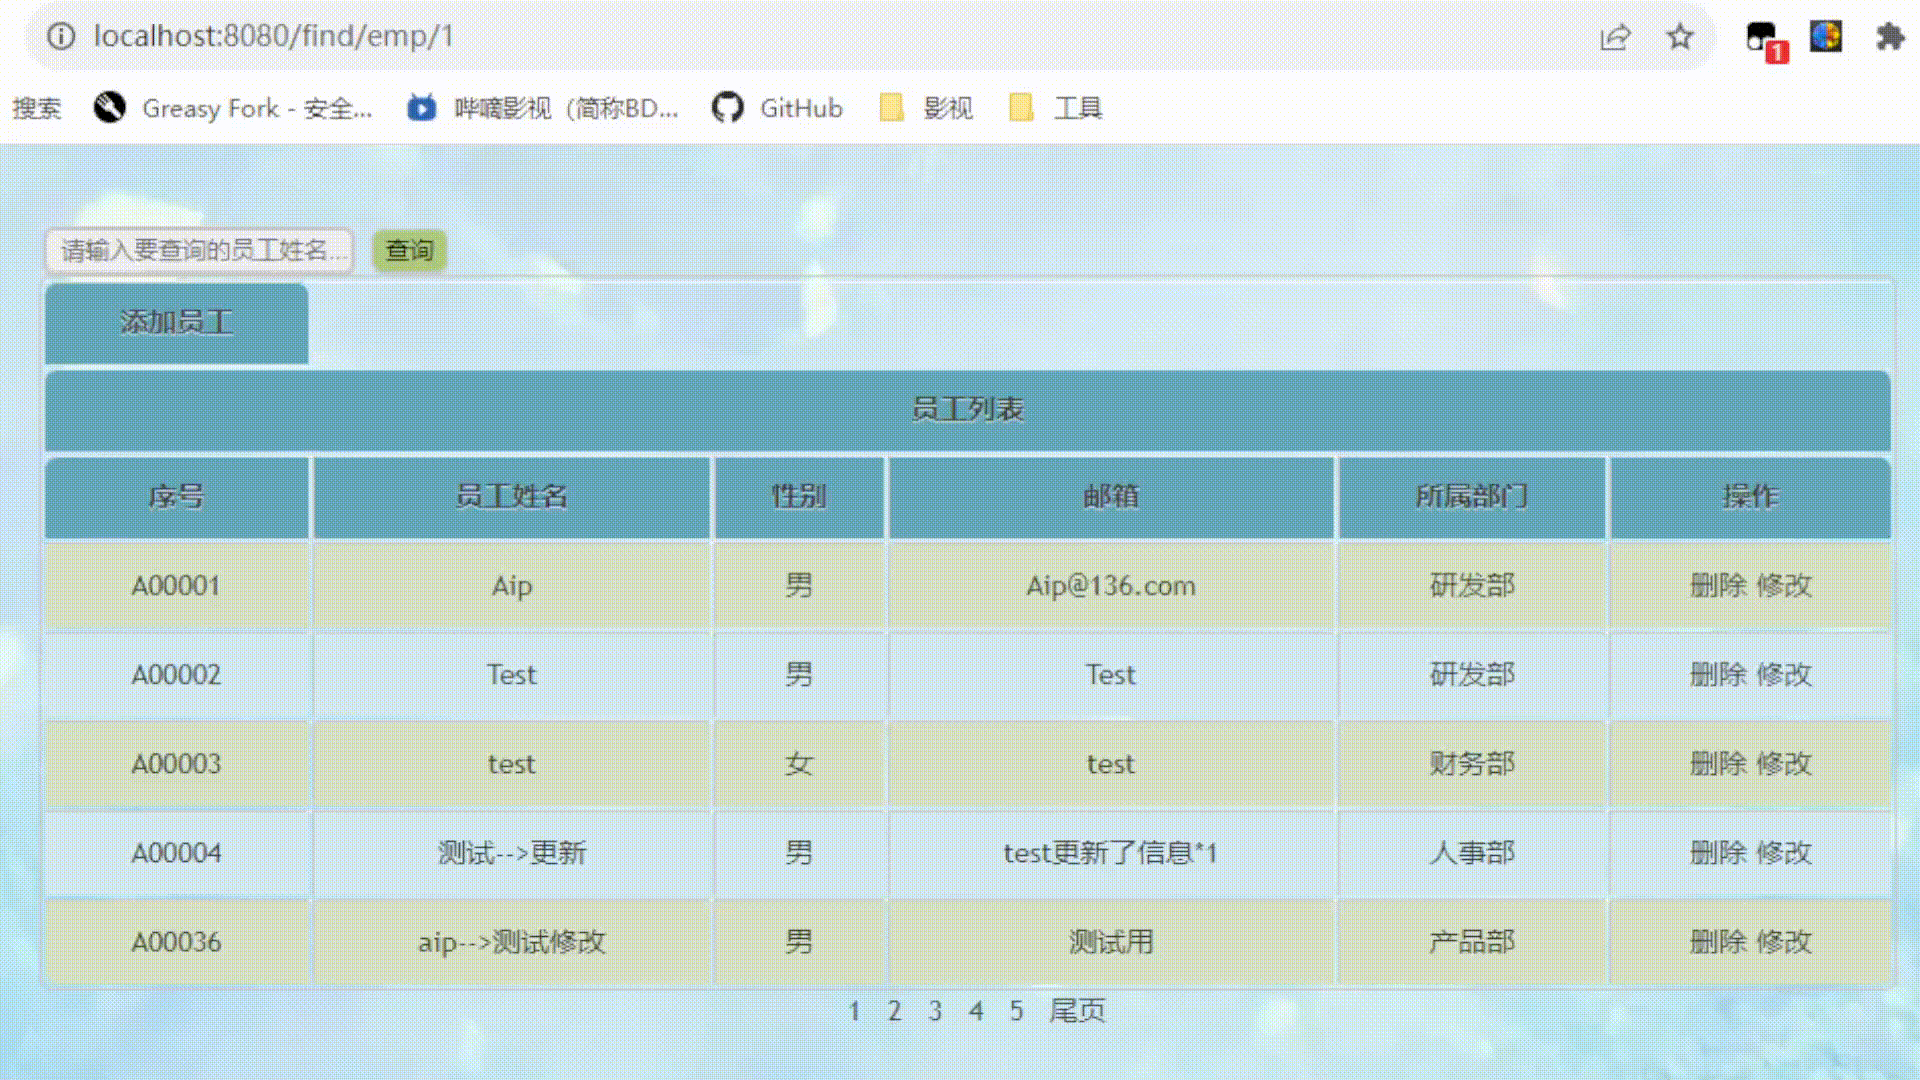 localhost:8080/find/emp/1
1
搜索 Greasy Fork - 安全... 哔嘀影视（简称BD... GitHub 影视 工具
请输入要查询的员工姓名... 查询
添加员工
员工列表
序号 员工姓名 性别 邮箱 所属部门 操作
A00001 Aip 男 Aip@136.com 研发部 删除 修改
A00002 Test 男 Test 研发部 删除 修改
A00003 test 女 test 财务部 删除 修改
A00004 测试-->更新 男 test更新了信息*1 人事部 删除 修改
A00036 aip-->测试修改 男 测试用 产品部 删除 修改
1 2 3 4 5 尾页